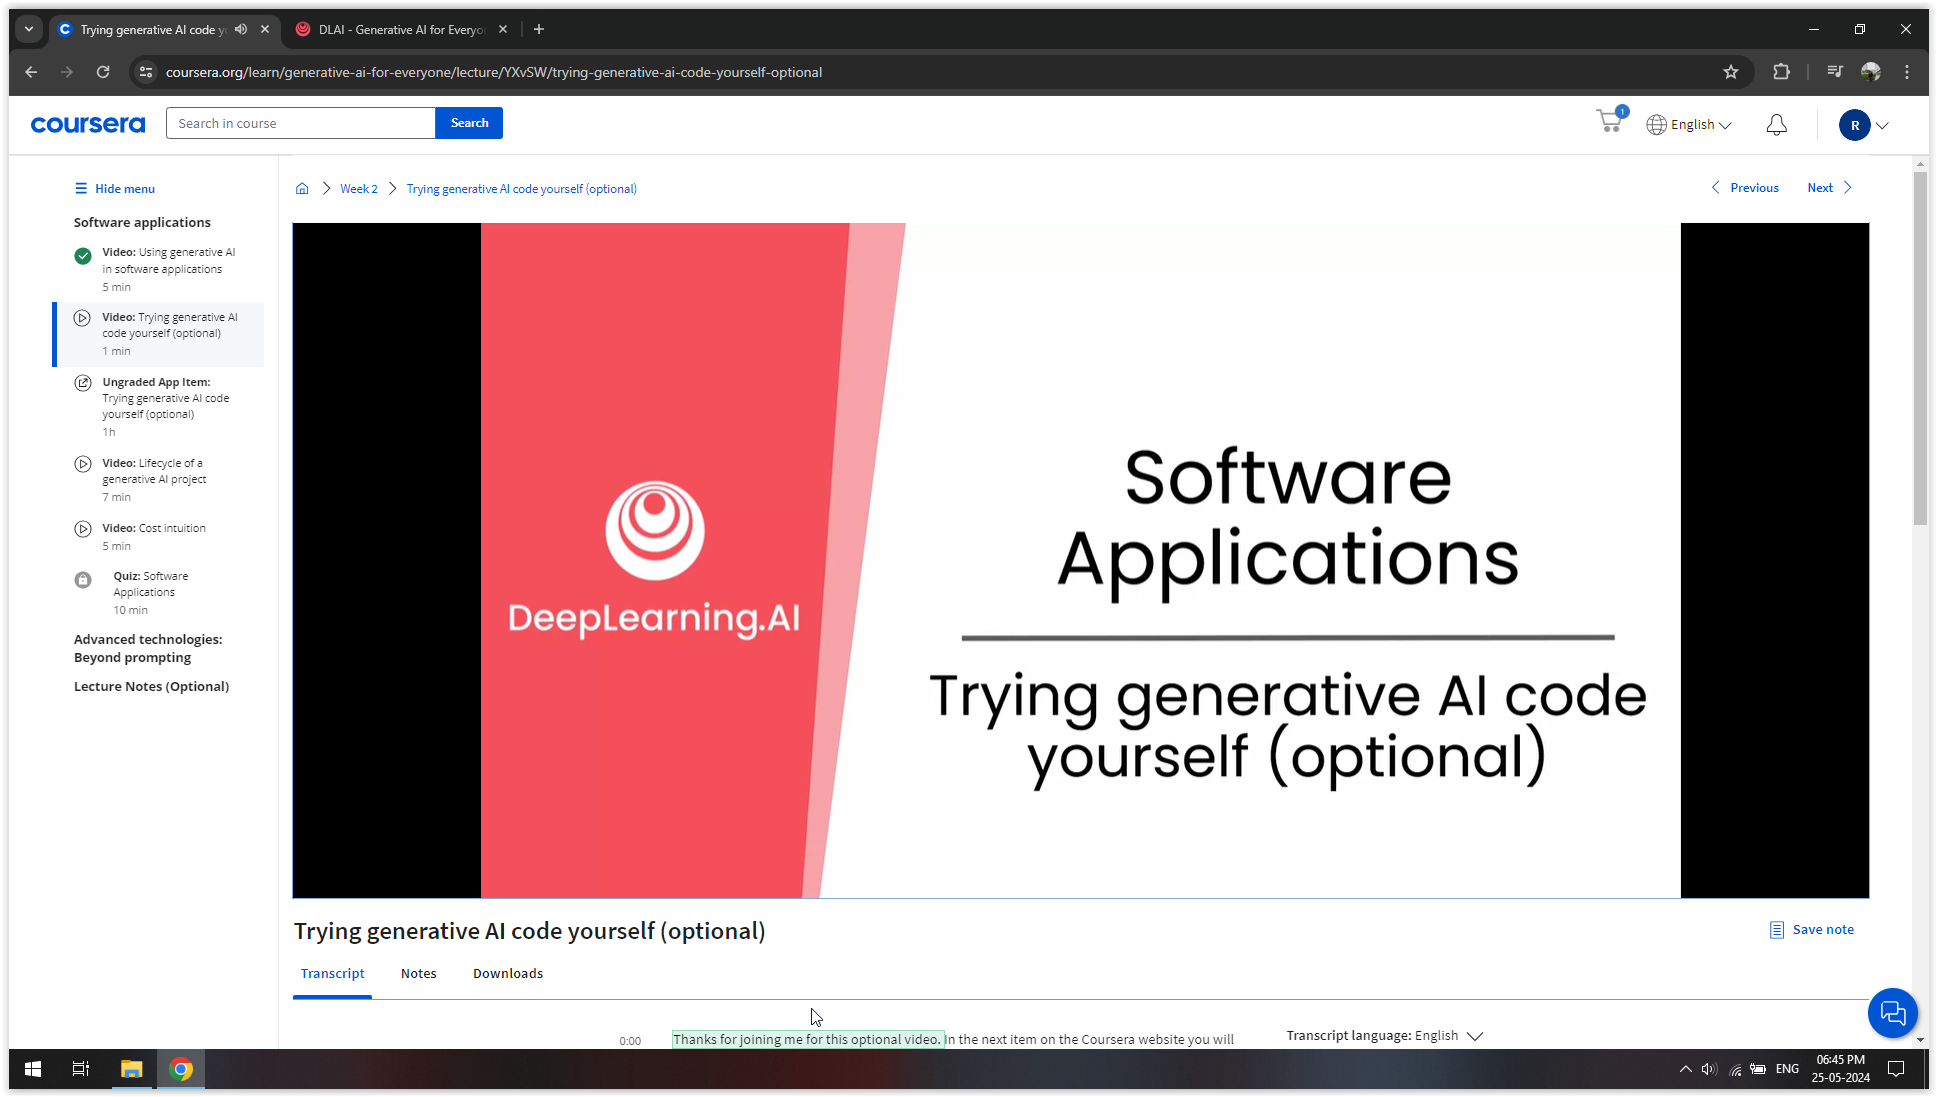 Trying generative AI code yo
DLAI - Generative AI for Everyo
coursera.org/learn/generative-ai-for-everyone/lecture/YXvSW/trying-generative-ai-code-yourself-optional
coursera
Search in course
Search
1
English
R
Hide menu
Software applications
Video: Using generative AI
in software applications
5 min
Video: Trying generative AI
code yourself (optional)
1 min
Ungraded App Item:
Trying generative AI code
yourself (optional)
1h
Video: Lifecycle of a
generative AI project
7 min
Video: Cost intuition
5 min
Quiz: Software
Applications
10 min
Advanced technologies:
Beyond prompting
Lecture Notes (Optional)
Week 2
Trying generative AI code yourself (optional)
Previous
Next
DeepLearning.AI
Software
Applications
Trying generative AI code
yourself (optional)
Trying generative AI code yourself (optional)
Save note
Transcript
Notes
Downloads
0:00
Thanks for joining me for this optional video. In the next item on the Coursera website you will
Transcript language: English
ENG
06:45 PM
25-05-2024